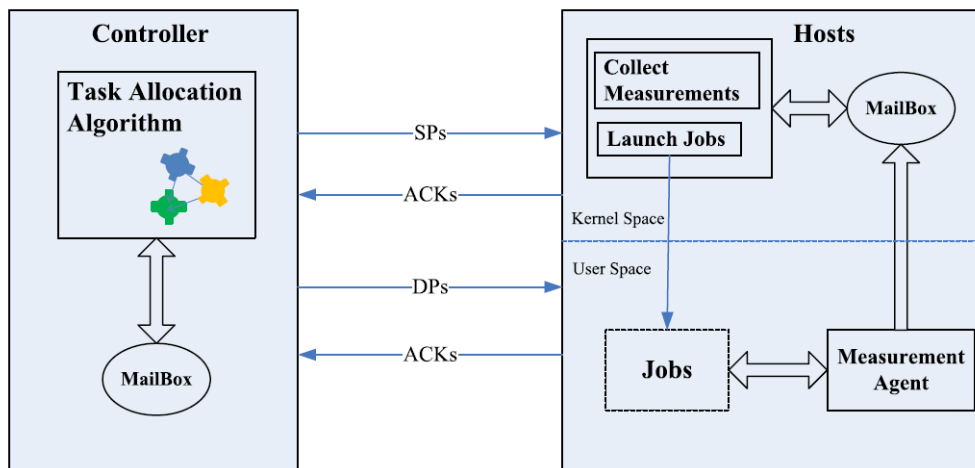 Controller
Task Allocation
Algorithm
MailBox
SPs
ACKs
DPs
ACKs
Hosts
Collect
Measurements
Launch Jobs
MailBox
Kernel Space
User Space
Jobs
Measurement
Agent